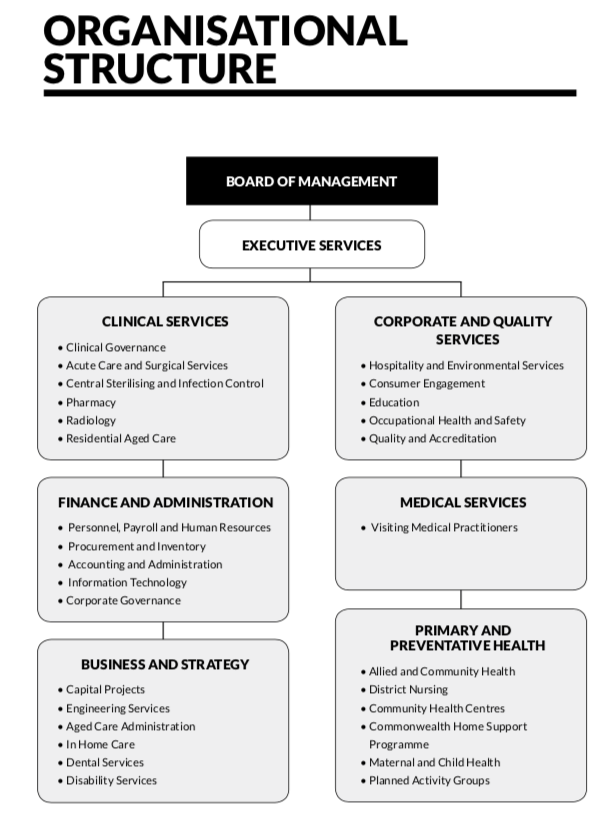 ORGANISATIONAL
STRUCTURE
BOARD OF MANAGEMENT
EXECUTIVE SERVICES
CLINICAL SERVICES
• Clinical Governance
• Acute Care and Surgical Services
• Central Sterilising and Infection Control
• Pharmacy
• Radiology
• Residential Aged Care
CORPORATE AND QUALITY
SERVICES
• Hospitality and Environmental Services
• Consumer Engagement
• Education
• Occupational Health and Safety
• Quality and Accreditation
FINANCE AND ADMINISTRATION
• Personnel, Payroll and Human Resources
• Procurement and Inventory
• Accounting and Administration
• Information Technology
• Corporate Governance
MEDICAL SERVICES
• Visiting Medical Practitioners
BUSINESS AND STRATEGY
• Capital Projects
• Engineering Services
• Aged Care Administration
• In Home Care
• Dental Services
• Disability Services
PRIMARY AND
PREVENTATIVE HEALTH
• Allied and Community Health
• District Nursing
• Community Health Centres
• Commonwealth Home Support
Programme
• Maternal and Child Health
• Planned Activity Groups